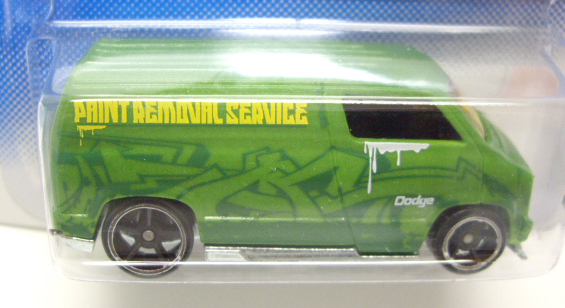 PAINT REMOVAL SERVICE
Dodge